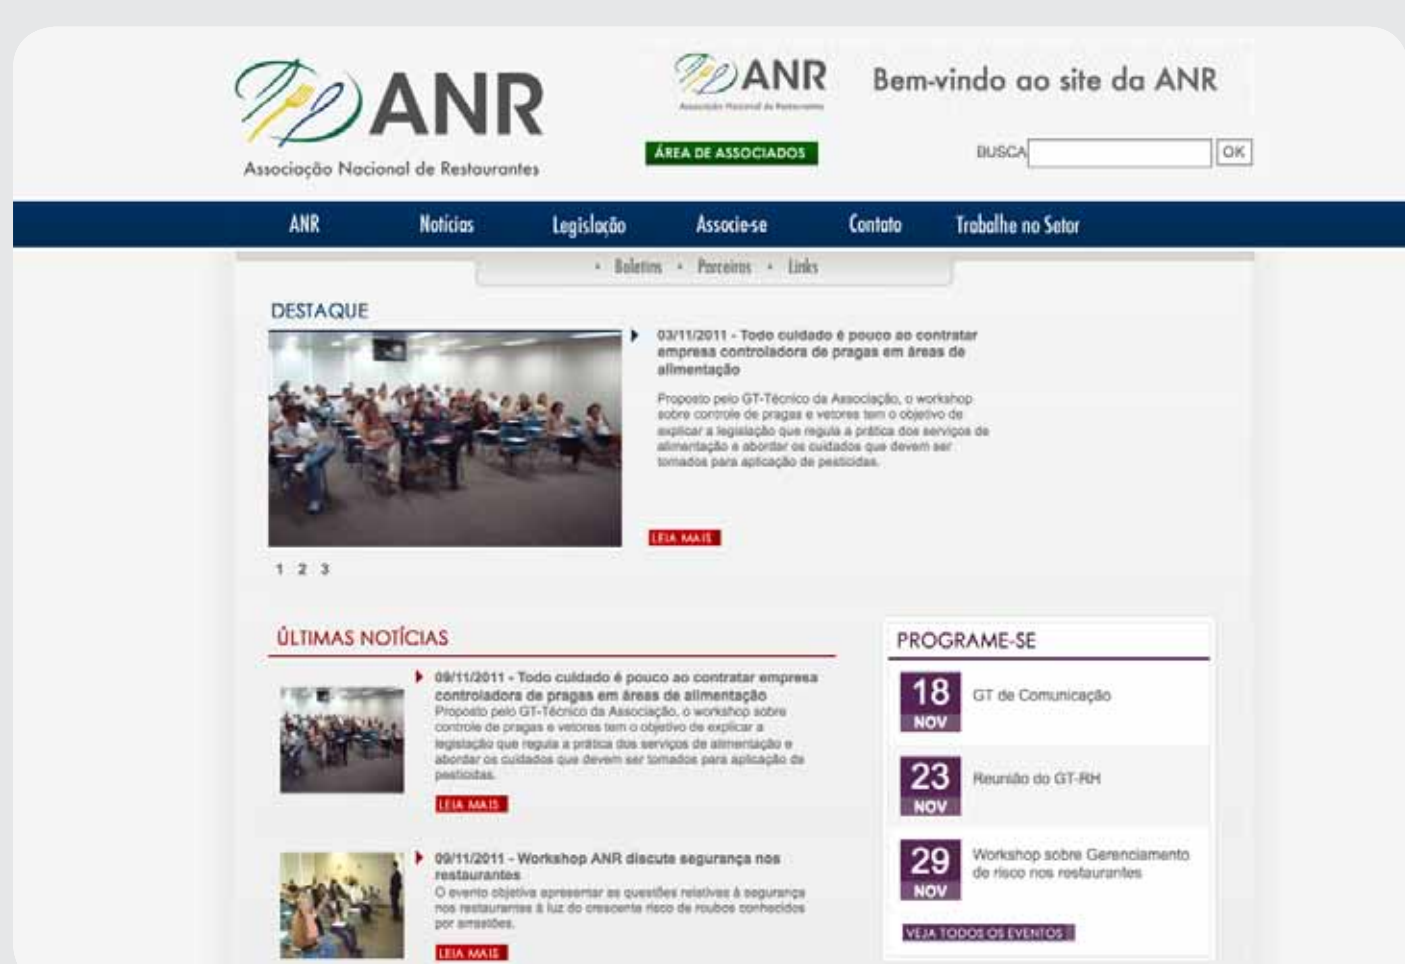 ANR
Associação Nacional de Restaurantes
ANR
Associação Nacional de Restaurantes
Bem-vindo ao site da ANR
ÁREA DE ASSOCIADOS
BUSCA
OK
ANR Notícias Legislação Associe-se Contato Trabalhe no Setor
• Boletins • Parceiros • Links
DESTAQUE
03/11/2011 - Todo cuidado é pouco ao contratar
empresa controladora de pragas em áreas de
alimentação
Proposto pelo GT-Técnico da Associação, o workshop
sobre controle de pragas e vetores tem o objetivo de
explicar a legislação que regula a prática dos serviços de
alimentação e abordar os cuidados que devem ser
tomados para aplicação de pesticidas.
LEIA MAIS
1 2 3
ÚLTIMAS NOTÍCIAS
09/11/2011 - Todo cuidado é pouco ao contratar empresa
controladora de pragas em áreas de alimentação
Proposto pelo GT-Técnico da Associação, o workshop sobre
controle de pragas e vetores tem o objetivo de explicar a
legislação que regula a prática dos serviços de alimentação e
abordar os cuidados que devem ser tomados para aplicação de
pesticidas.
LEIA MAIS
09/11/2011 - Workshop ANR discute segurança nos
restaurantes
O evento objetiva apresentar as questões relativas à segurança
nos restaurantes à luz do crescente risco de roubos conhecidos
por arrastões.
LEIA MAIS
PROGRAME-SE
18
NOV
GT de Comunicação
23
NOV
Reunião do GT-RH
29
NOV
Workshop sobre Gerenciamento
de risco nos restaurantes
VEJA TODOS OS EVENTOS